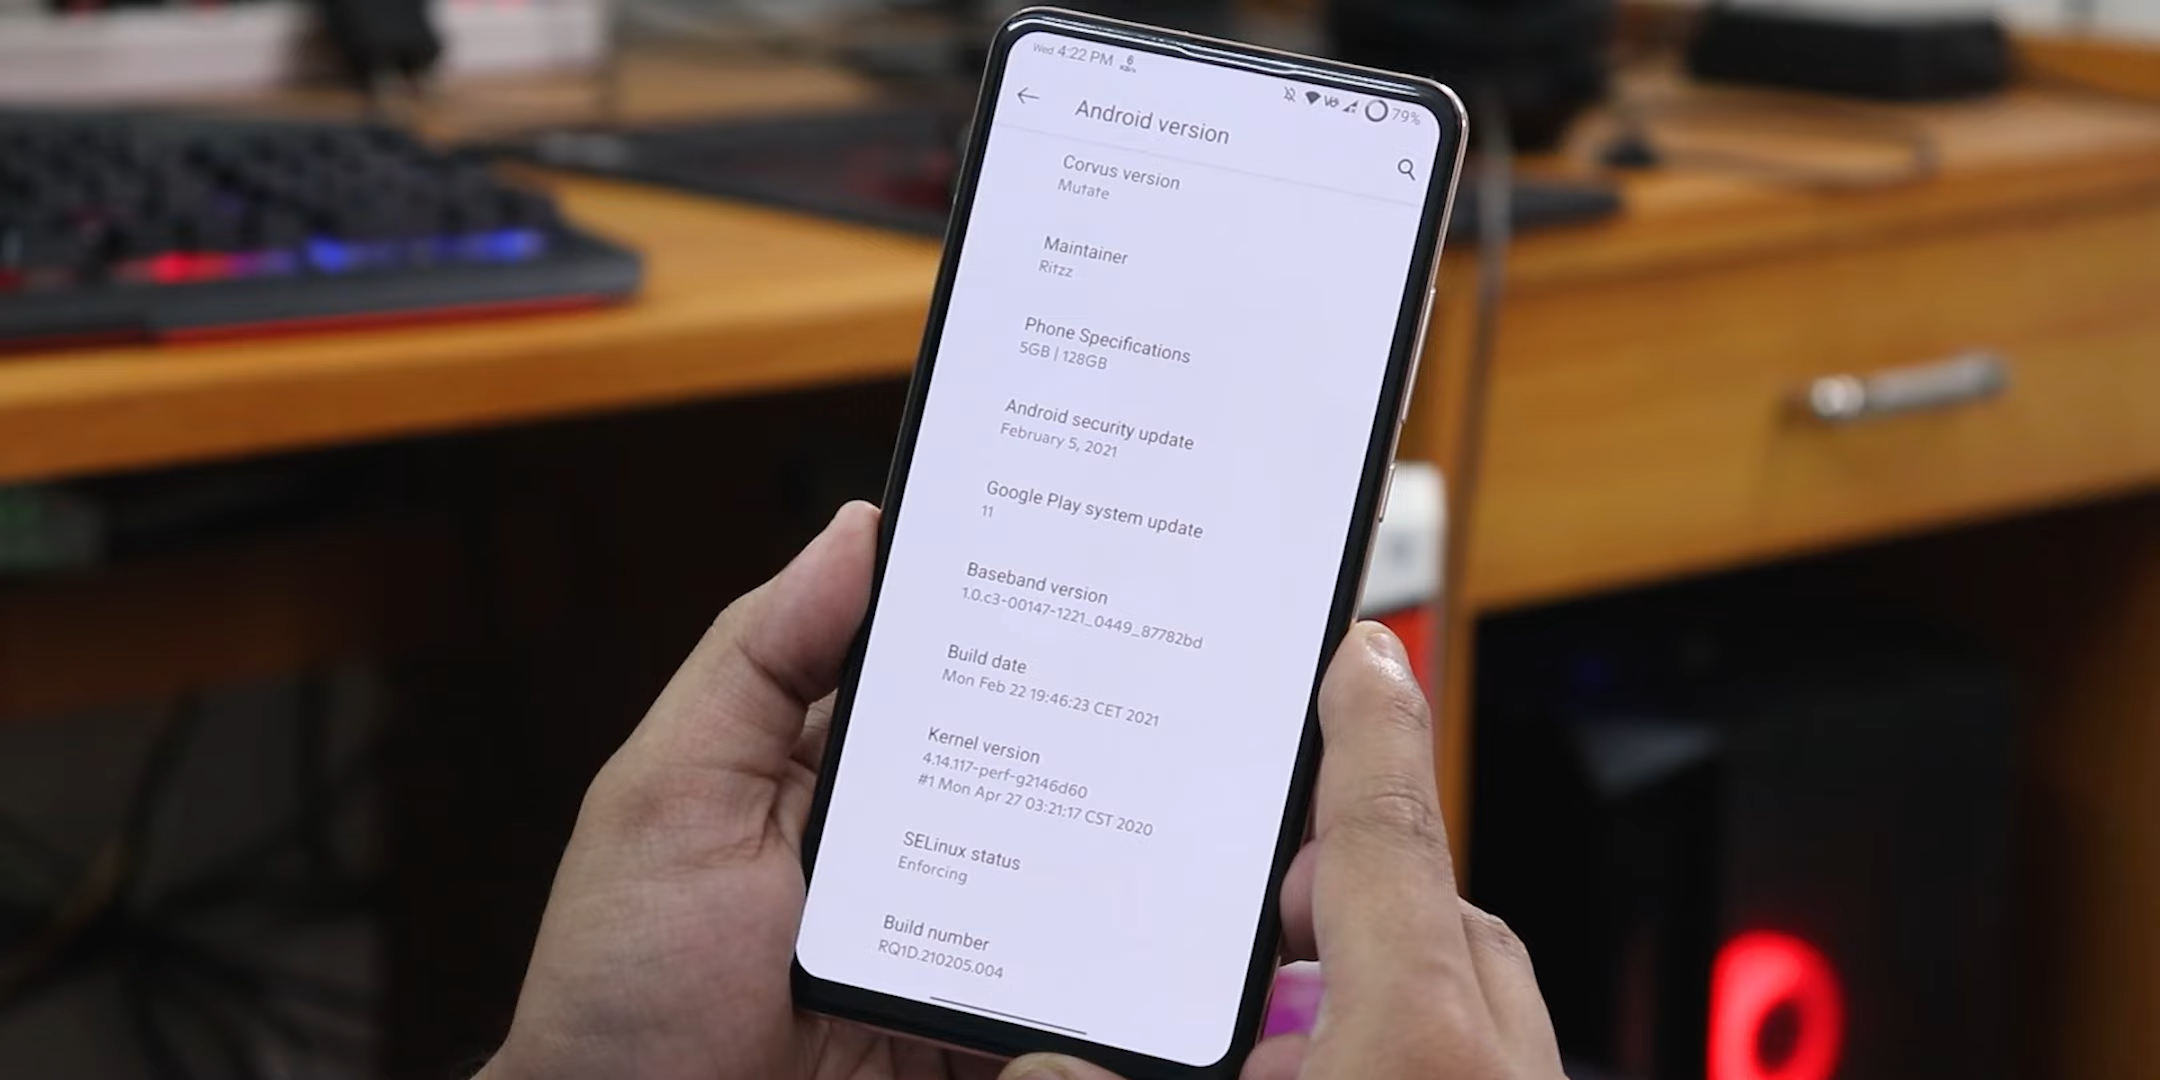 Wed 4:22 PM 6 KB/s
79%
Android version
Corvus version
Mutate
Maintainer
Ritzz
Phone Specifications
5GB | 128GB
Android security update
February 5, 2021
Google Play system update
11
Baseband version
1.0.c3-00147-1221_0449_87782bd
Build date
Mon Feb 22 19:46:23 CET 2021
Kernel version
4.14.117-perf-g2146d60
#1 Mon Apr 27 03:21:17 CST 2020
SELinux status
Enforcing
Build number
RQ1D.210205.004